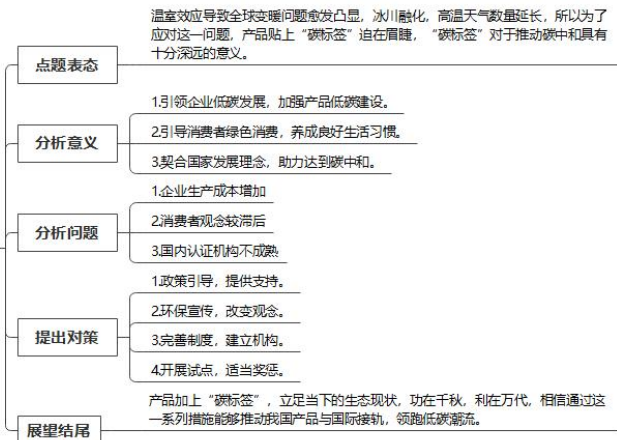 温室效应导致全球变暖问题愈发凸显，冰川融化，高温天气数量延长，所以为了
应对这一问题，产品贴上“碳标签”迫在眉睫，“碳标签”对于推动碳中和具有
十分深远的意义。
点题表态
1.引领企业低碳发展，加强产品低碳建设。
分析意义
2.引导消费者绿色消费，养成良好生活习惯。
3.契合国家发展理念，助力达到碳中和。
1.企业生产成本增加
分析问题
2.消费者观念较滞后
3.国内认证机构不成熟
1.政策引导，提供支持。
2.环保宣传，改变观念。
提出对策
3.完善制度，建立机构。
4.开展试点，适当奖惩。
产品加上“碳标签”，立足当下的生态现状，功在千秋，利在万代，相信通过这
一系列措施能够推动我国产品与国际接轨，领跑低碳潮流。
展望结尾